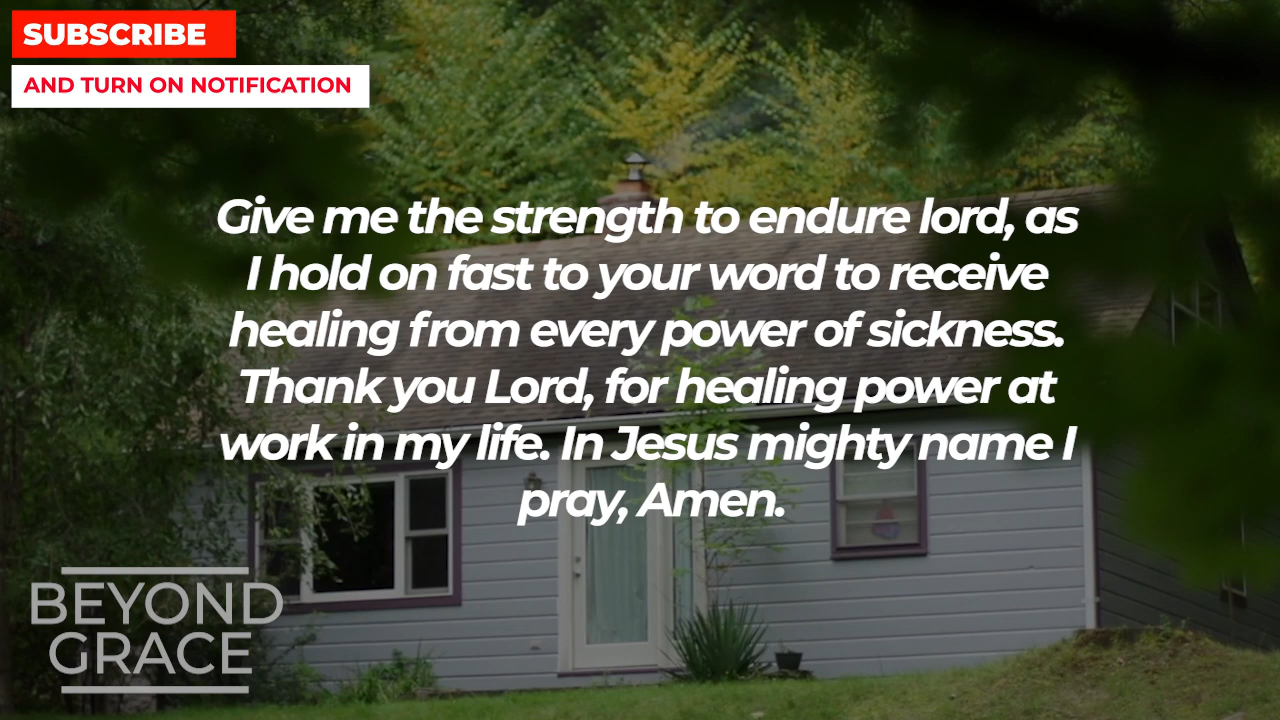 SUBSCRIBE
AND TURN ON NOTIFICATION
Give me the strength to endure lord, as
I hold on fast to your word to receive
healing from every power of sickness.
Thank you Lord, for healing power at
work in my life. In Jesus mighty name I
pray, Amen.
BEYOND
GRACE